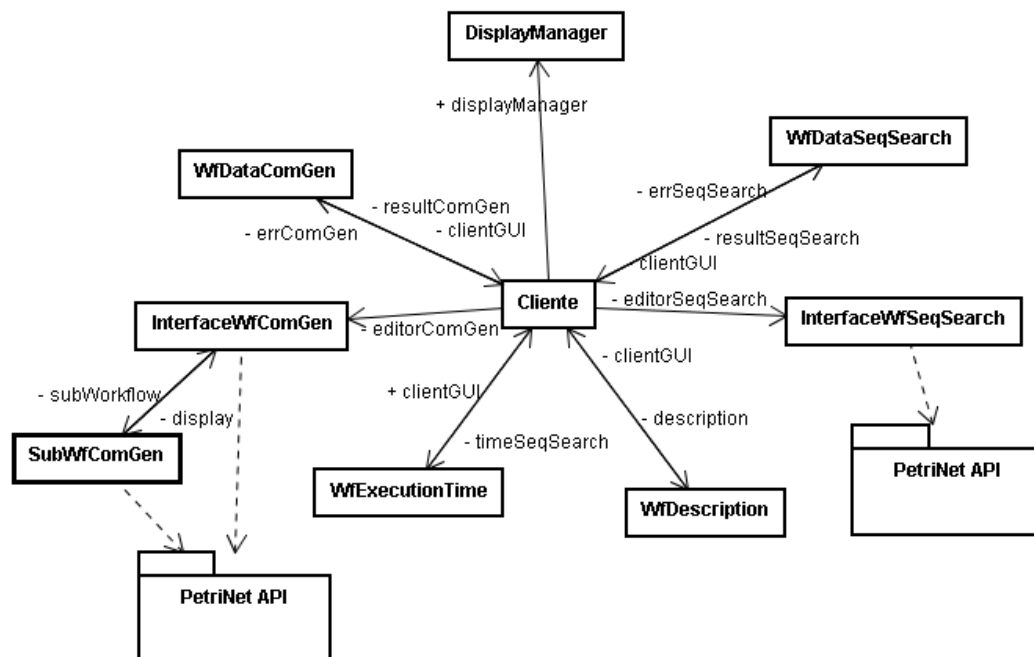 DisplayManager
+ displayManager
WfDataSeqSearch
WfDataComGen
- errSeqSearch
- resultComGen
- errComGen
- clientGUI
- resultSeqSearch
clientGUI
Cliente
- editorSeqSearch
InterfaceWfComGen
editorComGen
InterfaceWfSeqSearch
- clientGUI
+ clientGUI
- subWorkflow
- display
- description
- timeSeqSearch
SubWfComGen
PetriNet API
WfExecutionTime
WfDescription
PetriNet API